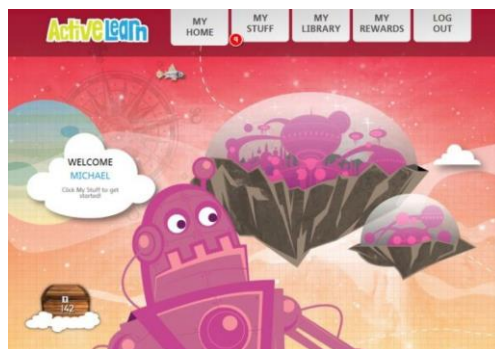 ActiveLearn
MY HOME
MY STUFF
MY LIBRARY
MY REWARDS
LOG OUT
WELCOME
MICHAEL
Click My Stuff to get
started!
142